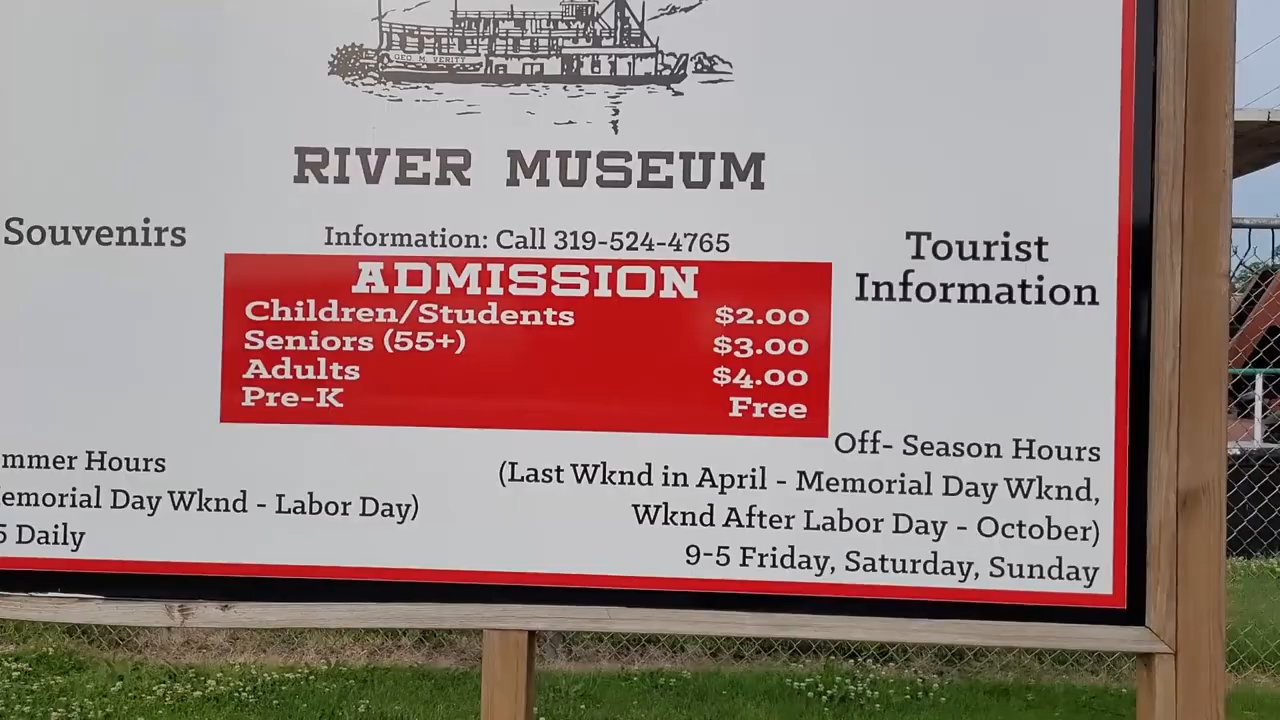 GEO. M. VERITY
RIVER MUSEUM
Souvenirs
Information: Call 319-524-4765
Tourist
Information
ADMISSION
Children/Students $2.00
Seniors (55+) $3.00
Adults $4.00
Pre-K Free
mmer Hours
emorial Day Wknd - Labor Day)
5 Daily
Off- Season Hours
(Last Wknd in April - Memorial Day Wknd,
Wknd After Labor Day - October)
9-5 Friday, Saturday, Sunday